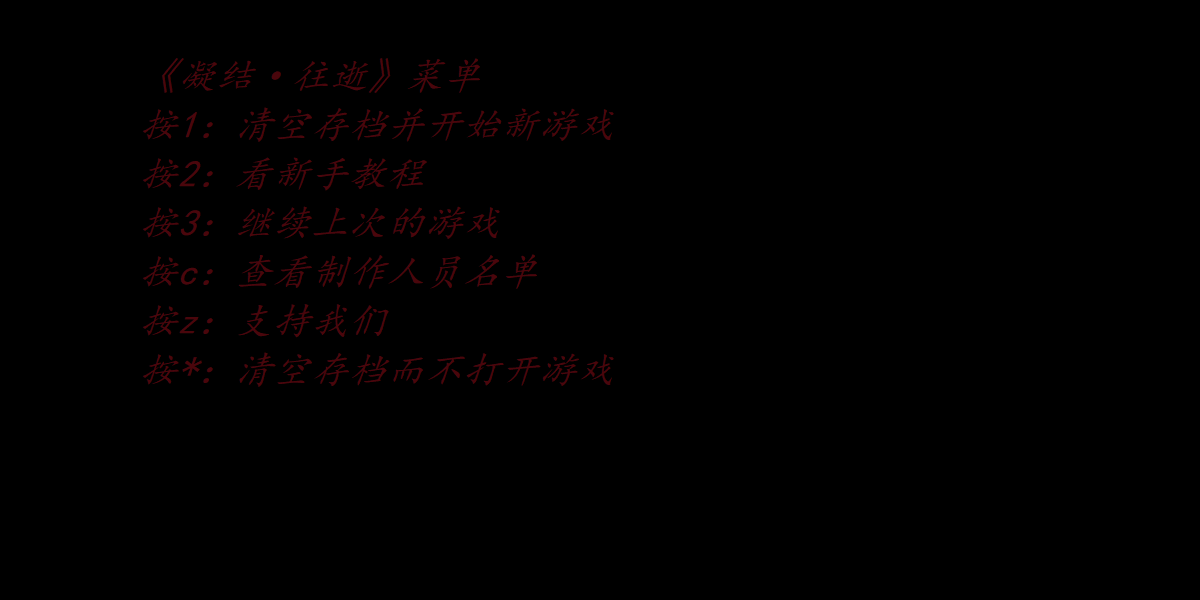 《凝结·往逝》菜单
按1：清空存档并开始新游戏
按2：看新手教程
按3：继续上次的游戏
按c：查看制作人员名单
按z：支持我们
按*：清空存档而不打开游戏